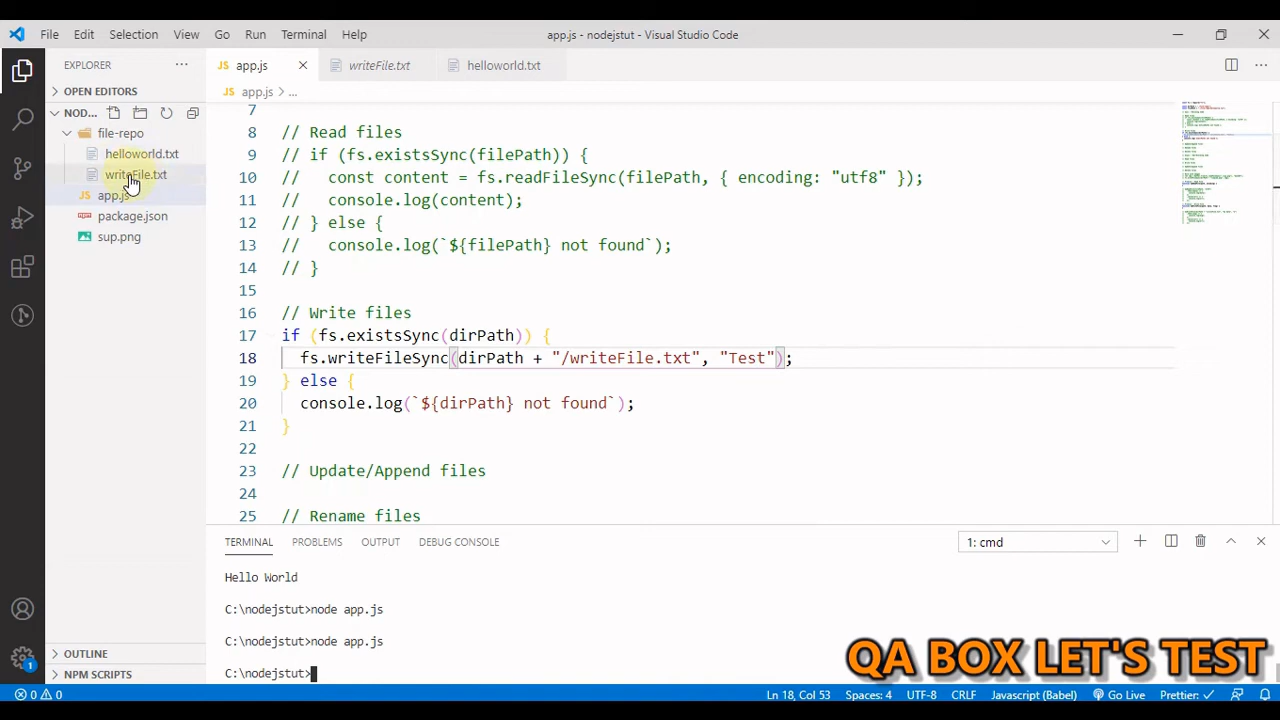 File Edit Selection View Go Run Terminal Help app.js - nodejstut - Visual Studio Code
EXPLORER
JS app.js writeFile.txt helloworld.txt
OPEN EDITORS
JS app.js > ...
NOD...
file-repo
helloworld.txt
writeFile.txt
JS app.js
package.json
sup.png
7
8 // Read files
9 // if (fs.existsSync(filePath)) {
10 //   const content = fs.readFileSync(filePath, { encoding: "utf8" });
11 //   console.log(content);
12 // } else {
13 //   console.log(`${filePath} not found`);
14 // }
15
16 // Write files
17 if (fs.existsSync(dirPath)) {
18   fs.writeFileSync(dirPath + "/writeFile.txt", "Test");
19 } else {
20   console.log(`${dirPath} not found`);
21 }
22
23 // Update/Append files
24
25 // Rename files
TERMINAL PROBLEMS OUTPUT DEBUG CONSOLE 1: cmd
Hello World
C:\nodejstut>node app.js
C:\nodejstut>node app.js
C:\nodejstut>
OUTLINE
NPM SCRIPTS
1
QA BOX LET'S TEST
0 0 Ln 18, Col 53 Spaces: 4 UTF-8 CRLF Javascript (Babel) Go Live Prettier: ✓